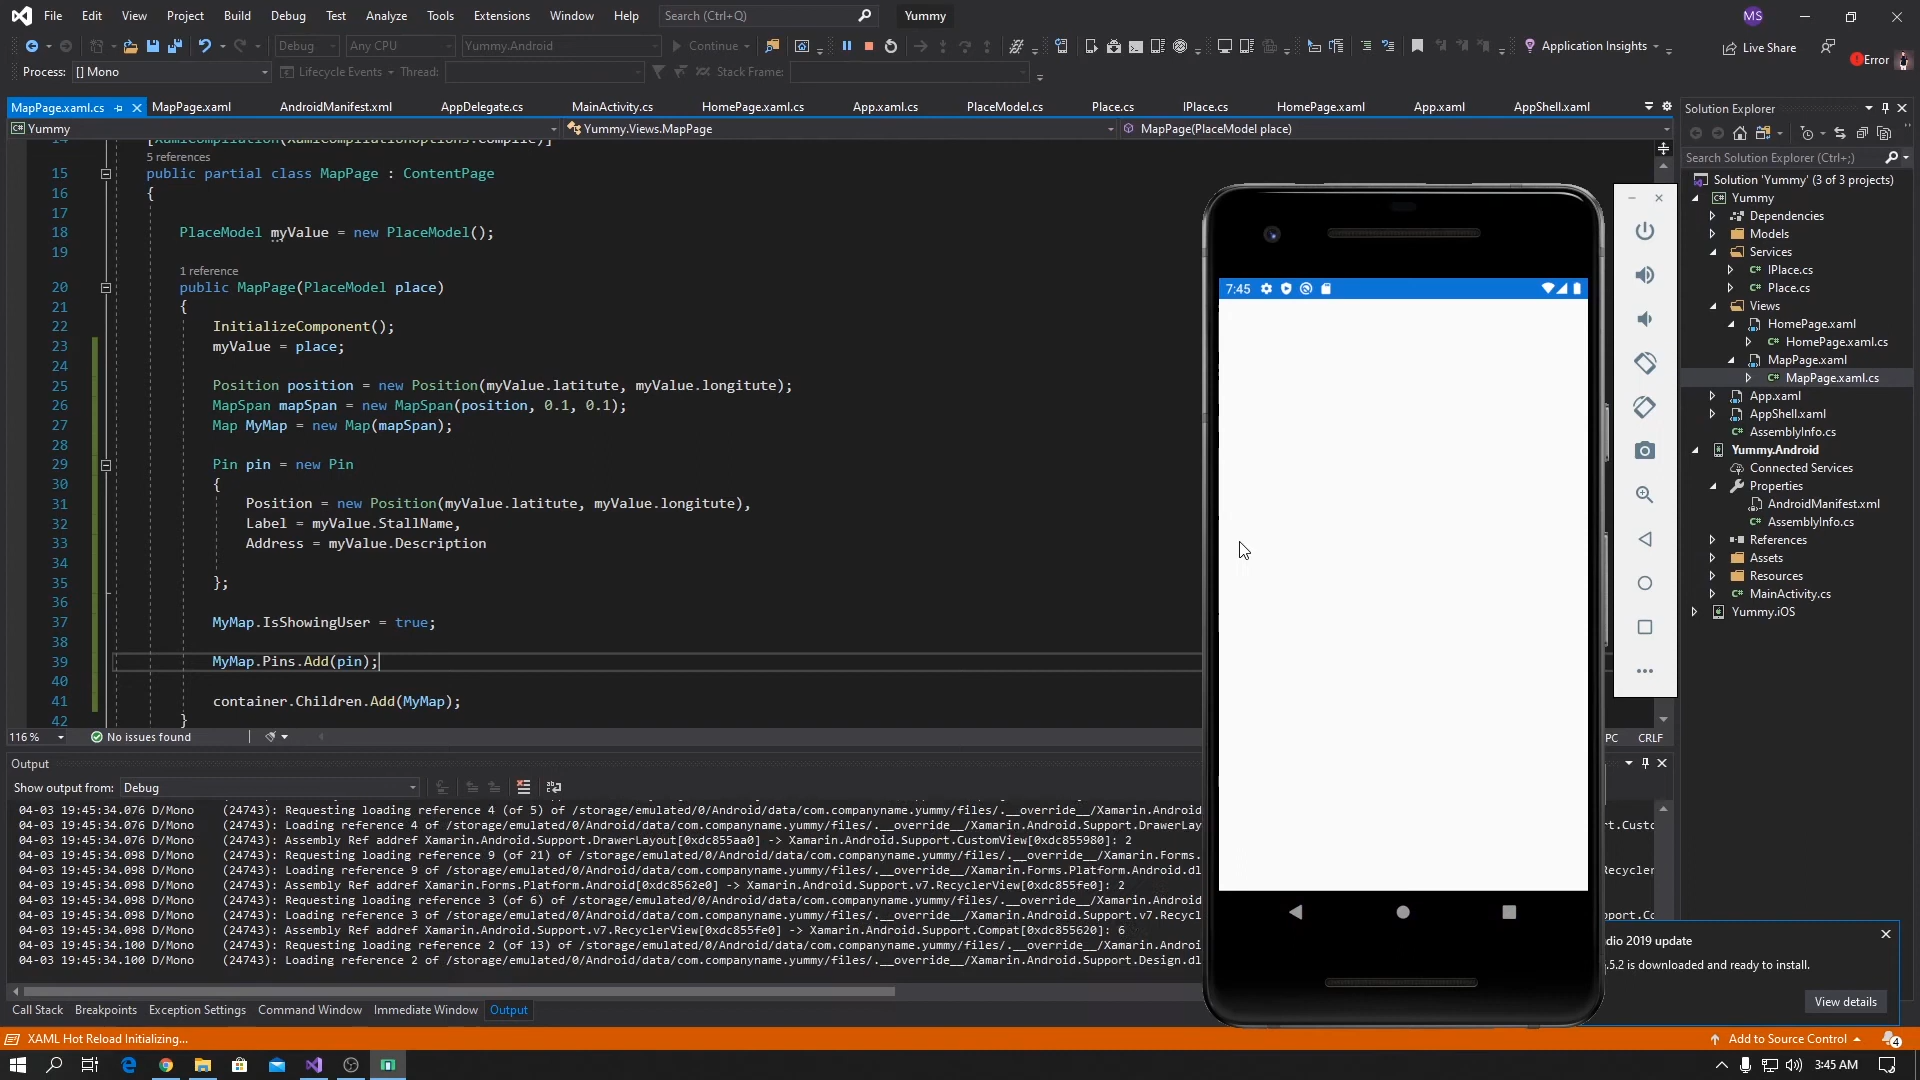 File Edit View Project Build Debug Test Analyze Tools Extensions Window Help Search (Ctrl+Q) Yummy MS
Debug Any CPU Yummy.Android Continue Application Insights Live Share Error
Process: [] Mono Lifecycle Events Thread: Stack Frame:
MapPage.xaml.cs MapPage.xaml AndroidManifest.xml AppDelegate.cs MainActivity.cs HomePage.xaml.cs App.xaml.cs PlaceModel.cs Place.cs IPlace.cs HomePage.xaml App.xaml AppShell.xaml
Yummy Yummy.Views.MapPage MapPage(PlaceModel place)
14 [XamlCompilation(XamlCompilationOptions.Compile)]
5 references
15 public partial class MapPage : ContentPage
16 {
17
18 PlaceModel myValue = new PlaceModel();
19
1 reference
20 public MapPage(PlaceModel place)
21 {
22 InitializeComponent();
23 myValue = place;
24
25 Position position = new Position(myValue.latitute, myValue.longitute);
26 MapSpan mapSpan = new MapSpan(position, 0.1, 0.1);
27 Map MyMap = new Map(mapSpan);
28
29 Pin pin = new Pin
30 {
31 Position = new Position(myValue.latitute, myValue.longitute),
32 Label = myValue.StallName,
33 Address = myValue.Description
34
35 };
36
37 MyMap.IsShowingUser = true;
38
39 MyMap.Pins.Add(pin);
40
41 container.Children.Add(MyMap);
42 }
116 % No issues found PC CRLF
Output
Show output from: Debug
04-03 19:45:34.076 D/Mono (24743): Requesting loading reference 4 (of 5) of /storage/emulated/0/Android/data/com.companyname.yummy/files/.__override__/Xamarin.Android
04-03 19:45:34.076 D/Mono (24743): Loading reference 4 of /storage/emulated/0/Android/data/com.companyname.yummy/files/.__override__/Xamarin.Android.Support.DrawerLay
04-03 19:45:34.076 D/Mono (24743): Assembly Ref addref Xamarin.Android.Support.DrawerLayout[0xdc855aa0] -> Xamarin.Android.Support.CustomView[0xdc855980]: 2
04-03 19:45:34.098 D/Mono (24743): Requesting loading reference 9 (of 21) of /storage/emulated/0/Android/data/com.companyname.yummy/files/.__override__/Xamarin.Forms.
04-03 19:45:34.098 D/Mono (24743): Loading reference 9 of /storage/emulated/0/Android/data/com.companyname.yummy/files/.__override__/Xamarin.Forms.Platform.Android.dl
04-03 19:45:34.098 D/Mono (24743): Assembly Ref addref Xamarin.Forms.Platform.Android[0xdc8562e0] -> Xamarin.Android.Support.v7.RecyclerView[0xdc855fe0]: 2
04-03 19:45:34.098 D/Mono (24743): Requesting loading reference 3 (of 6) of /storage/emulated/0/Android/data/com.companyname.yummy/files/.__override__/Xamarin.Android
04-03 19:45:34.098 D/Mono (24743): Loading reference 3 of /storage/emulated/0/Android/data/com.companyname.yummy/files/.__override__/Xamarin.Android.Support.v7.Recycl
04-03 19:45:34.098 D/Mono (24743): Assembly Ref addref Xamarin.Android.Support.v7.RecyclerView[0xdc855fe0] -> Xamarin.Android.Support.Compat[0xdc855620]: 6
04-03 19:45:34.100 D/Mono (24743): Requesting loading reference 2 (of 13) of /storage/emulated/0/Android/data/com.companyname.yummy/files/.__override__/Xamarin.Androi
04-03 19:45:34.100 D/Mono (24743): Loading reference 2 of /storage/emulated/0/Android/data/com.companyname.yummy/files/.__override__/Xamarin.Android.Support.Design.dl
rt.Custc
ecycler
port.Co
Call Stack Breakpoints Exception Settings Command Window Immediate Window Output
XAML Hot Reload Initializing... Add to Source Control 4
3:45 AM
7:45
Solution Explorer
Search Solution Explorer (Ctrl+;)
Solution 'Yummy' (3 of 3 projects)
Yummy
Dependencies
Models
Services
C# IPlace.cs
C# Place.cs
Views
HomePage.xaml
C# HomePage.xaml.cs
MapPage.xaml
C# MapPage.xaml.cs
App.xaml
AppShell.xaml
C# AssemblyInfo.cs
Yummy.Android
Connected Services
Properties
AndroidManifest.xml
C# AssemblyInfo.cs
References
Assets
Resources
C# MainActivity.cs
Yummy.iOS
dio 2019 update
.5.2 is downloaded and ready to install.
View details